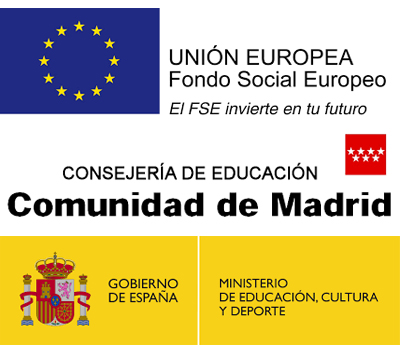 UNIÓN EUROPEA
Fondo Social Europeo
El FSE invierte en tu futuro
CONSEJERÍA DE EDUCACIÓN
Comunidad de Madrid
GOBIERNO
DE ESPAÑA
MINISTERIO
DE EDUCACIÓN, CULTURA
Y DEPORTE